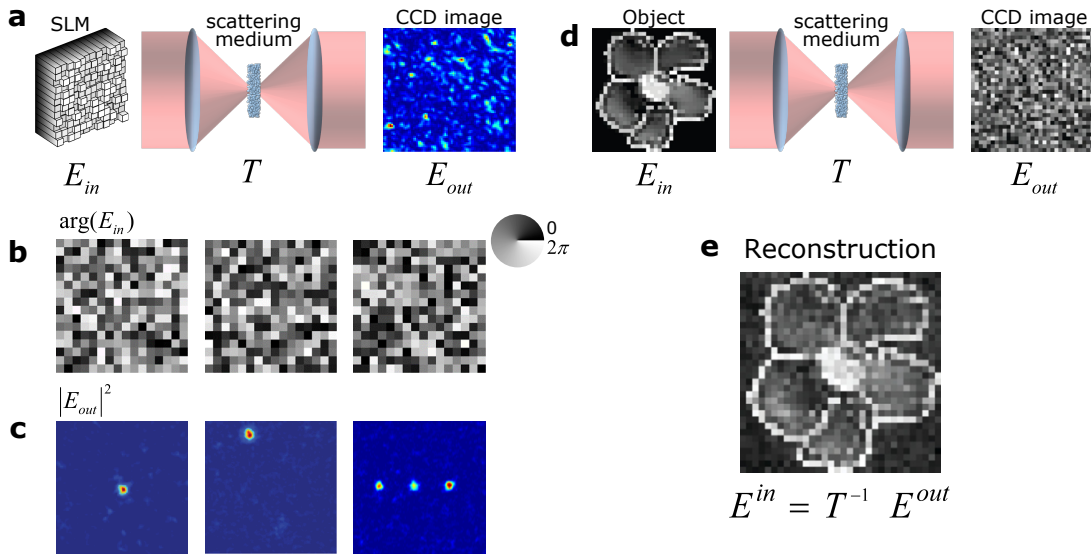 a
SLM
scattering
medium
CCD image
E_in
T
E_out
d
Object
scattering
medium
CCD image
E_in
T
E_out
arg(E_in)
0
2π
b
|E_out|²
c
e
Reconstruction
E^in = T^-1 E^out